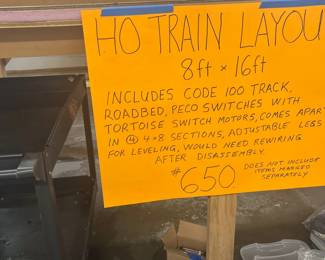 HO TRAIN LAYOU
8ft × 16ft
INCLUDES CODE 100 TRACK,
ROADBED, PECO SWITCHES WITH
TORTOISE SWITCH MOTORS, COMES APART
IN ④ 4×8 SECTIONS, ADJUSTABLE LEGS
FOR LEVELING, WOULD NEED REWIRING
AFTER DISASSEMBLY.
$650
DOES NOT INCLUDE
ITEMS MARKED
SEPARATELY